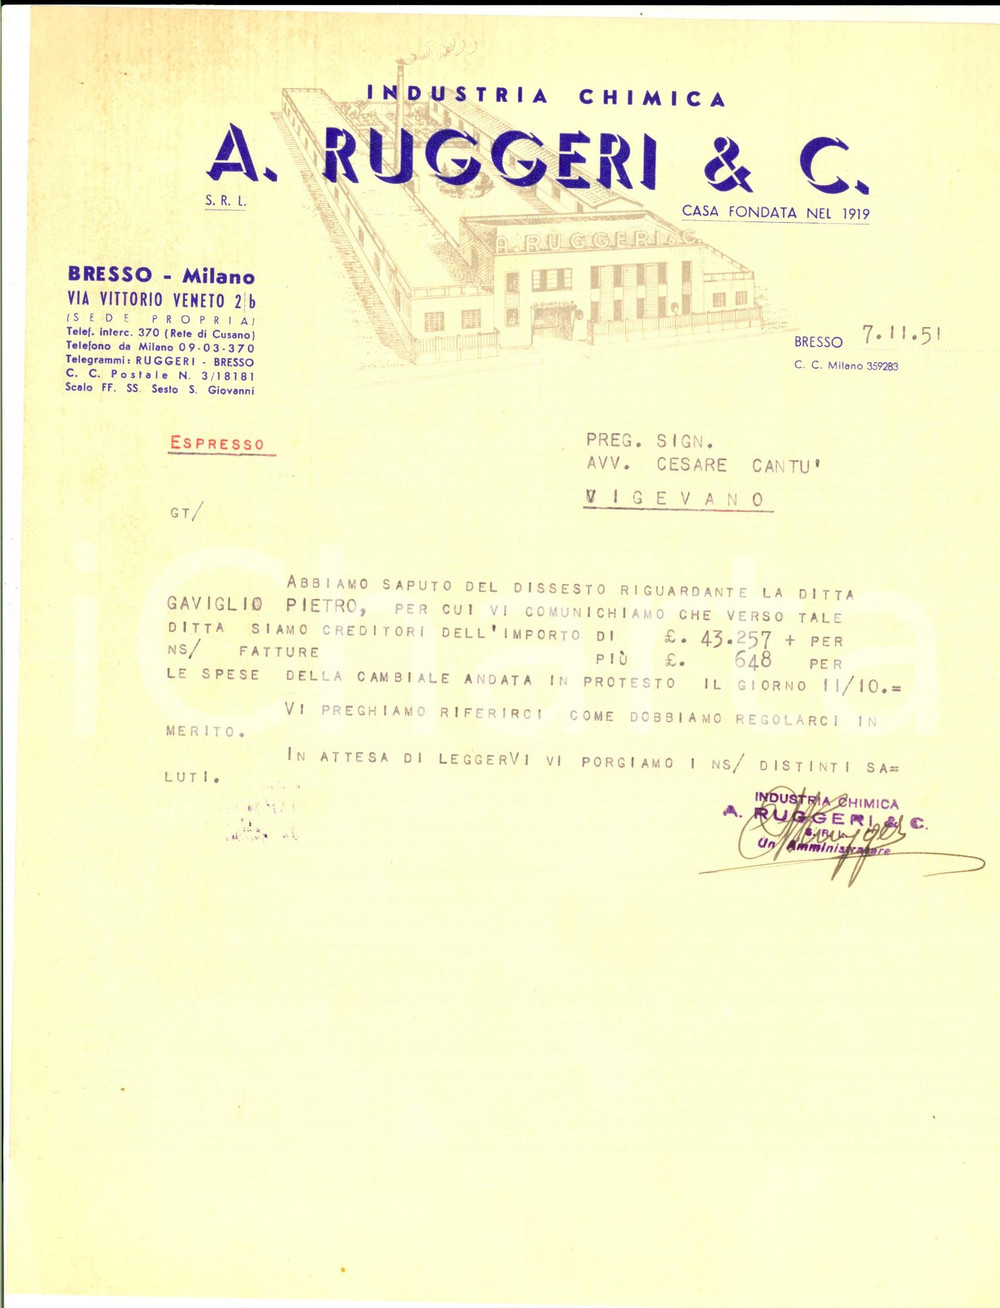 INDUSTRIA CHIMICA
A. RUGGERI & C.
S. R. L.
CASA FONDATA NEL 1919
A. RUGGERI & C.
BRESSO - Milano
VIA VITTORIO VENETO 2/b
(SEDE PROPRIA)
Telef. interc. 370 (Rete di Cusano)
Telefono da Milano 09-03-370
Telegrammi: RUGGERI - BRESSO
C. C. Postale N. 3/18181
Scalo FF. SS. Sesto S. Giovanni
BRESSO 7.11.51
C. C. Milano 359283
ESPRESSO
PREG. SIGN.
AVV. CESARE CANTU'
VIGEVANO
GT/
ABBIAMO SAPUTO DEL DISSESTO RIGUARDANTE LA DITTA
GAVIGLIO PIETRO, PER CUI VI COMUNICHIAMO CHE VERSO TALE
DITTA SIAMO CREDITORI DELL'IMPORTO DI £. 43.257 + PER
NS/ FATTURE PIÙ £. 648 PER
LE SPESE DELLA CAMBIALE ANDATA IN PROTESTO IL GIORNO 11/10.=
VI PREGHIAMO RIFERIRCI COME DOBBIAMO REGOLARCI IN
MERITO.
IN ATTESA DI LEGGERVI VI PORGIAMO I NS/ DISTINTI SA=
LUTI.
INDUSTRIA CHIMICA
A. RUGGERI & C.
S. R. L.
Un Amministratore